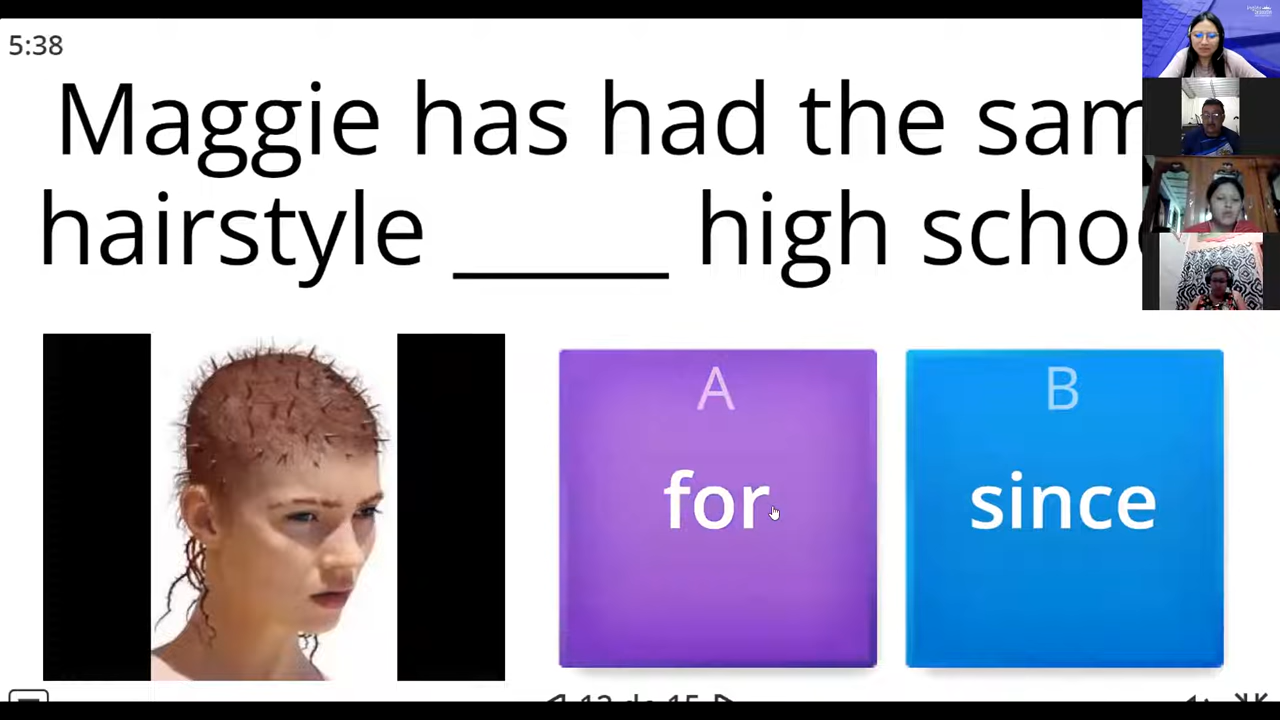 5:38
Maggie has had the sam
hairstyle _____ high schoo
A
for
B
since